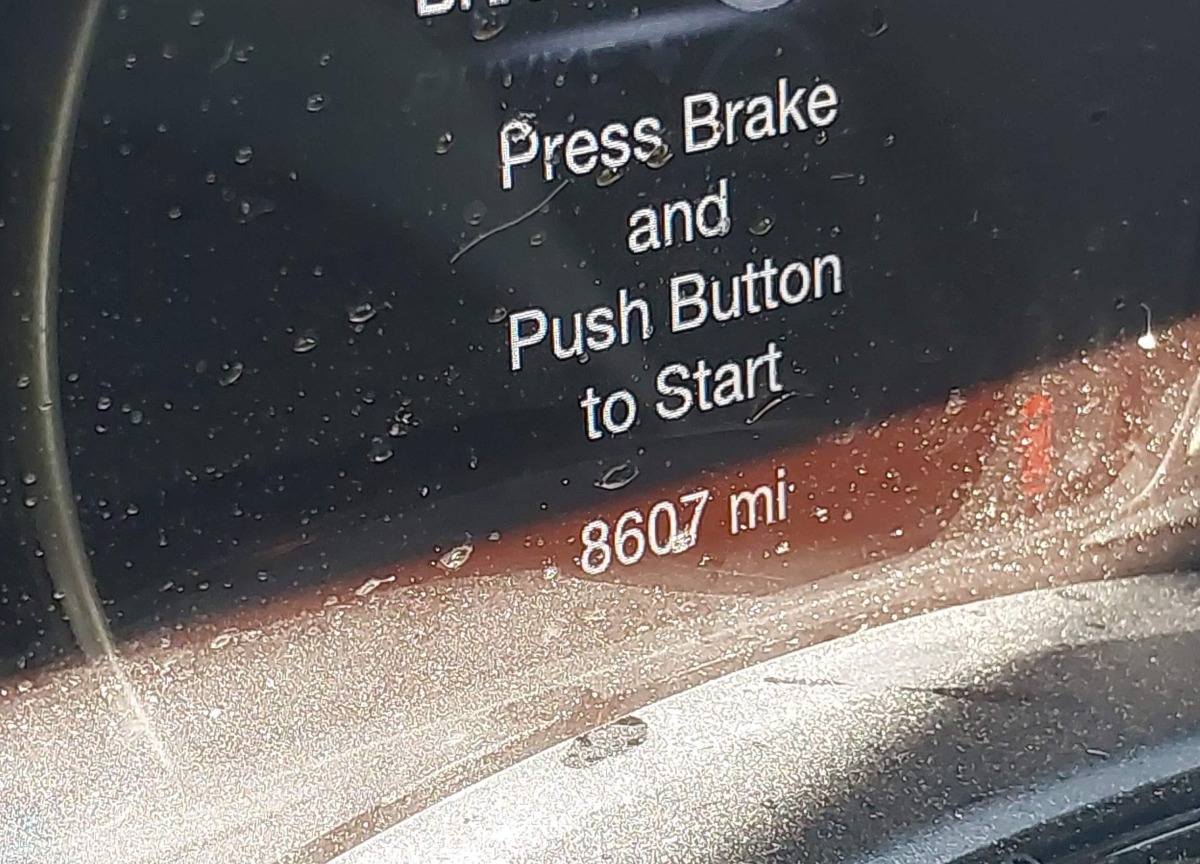 Press Brake
and
Push Button
to Start
8607 mi